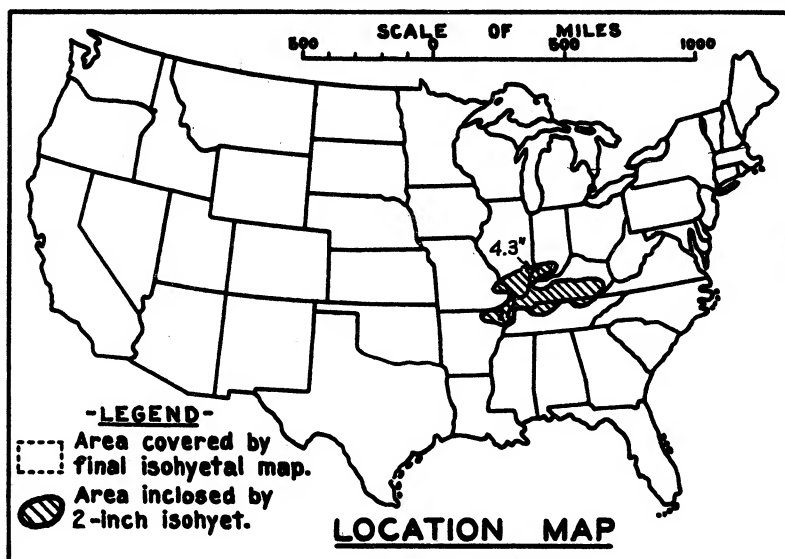 SCALE OF MILES
500 0 500 1000
4.3"
-LEGEND-
Area covered by
final isohyetal map.
Area inclosed by
2-inch isohyet.
LOCATION MAP